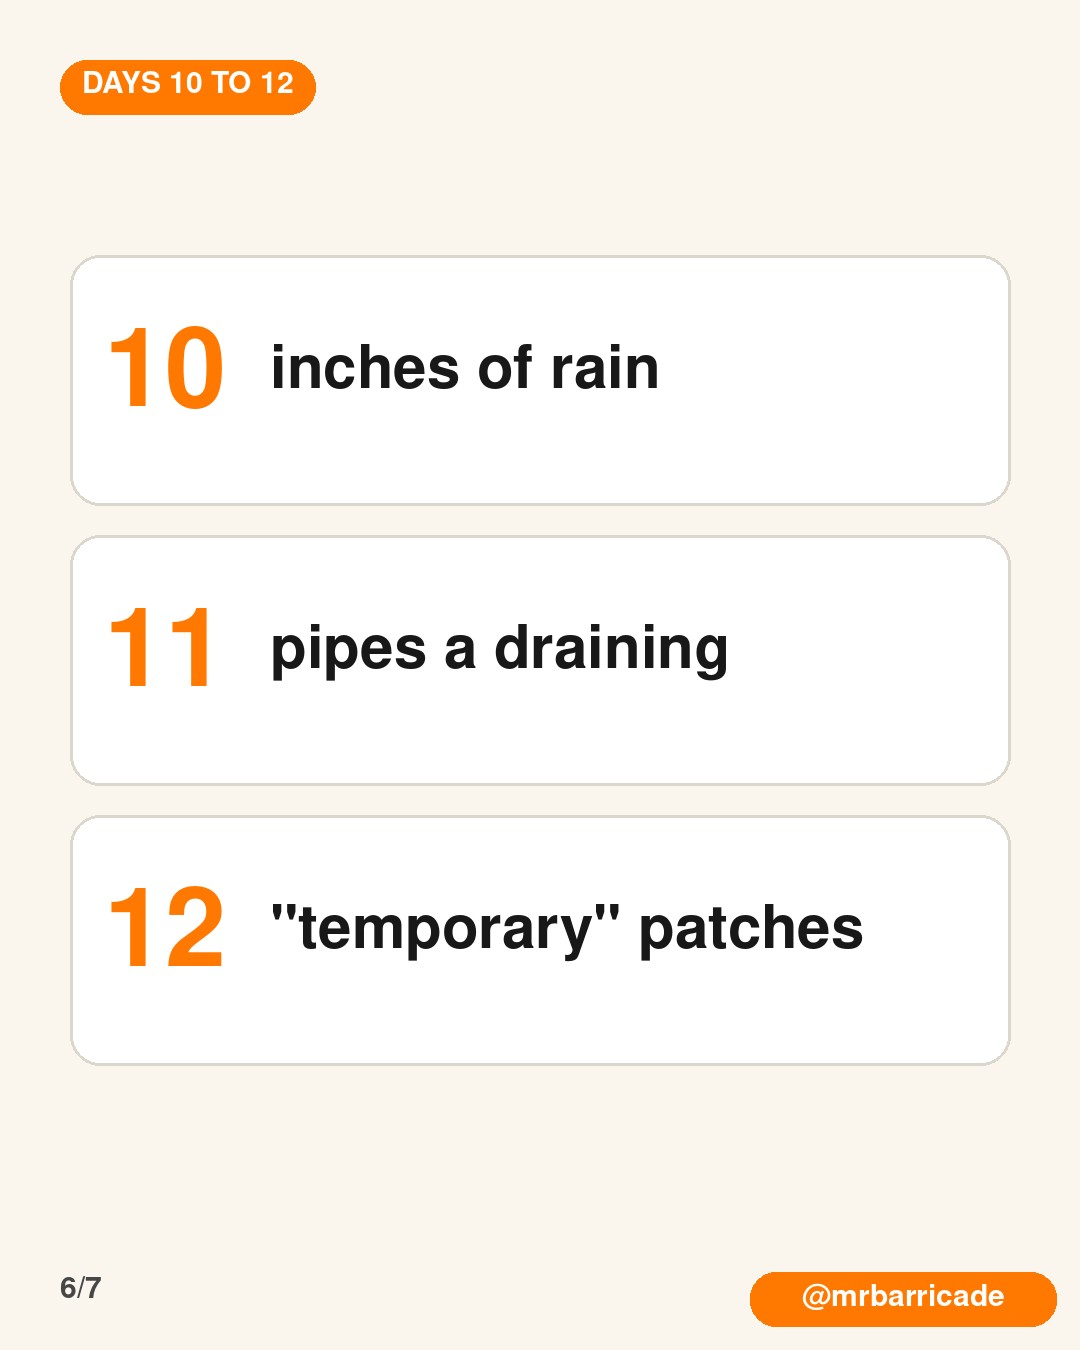 DAYS 10 TO 12
10 inches of rain
11 pipes a draining
12 "temporary" patches
6/7
@mrbarricade